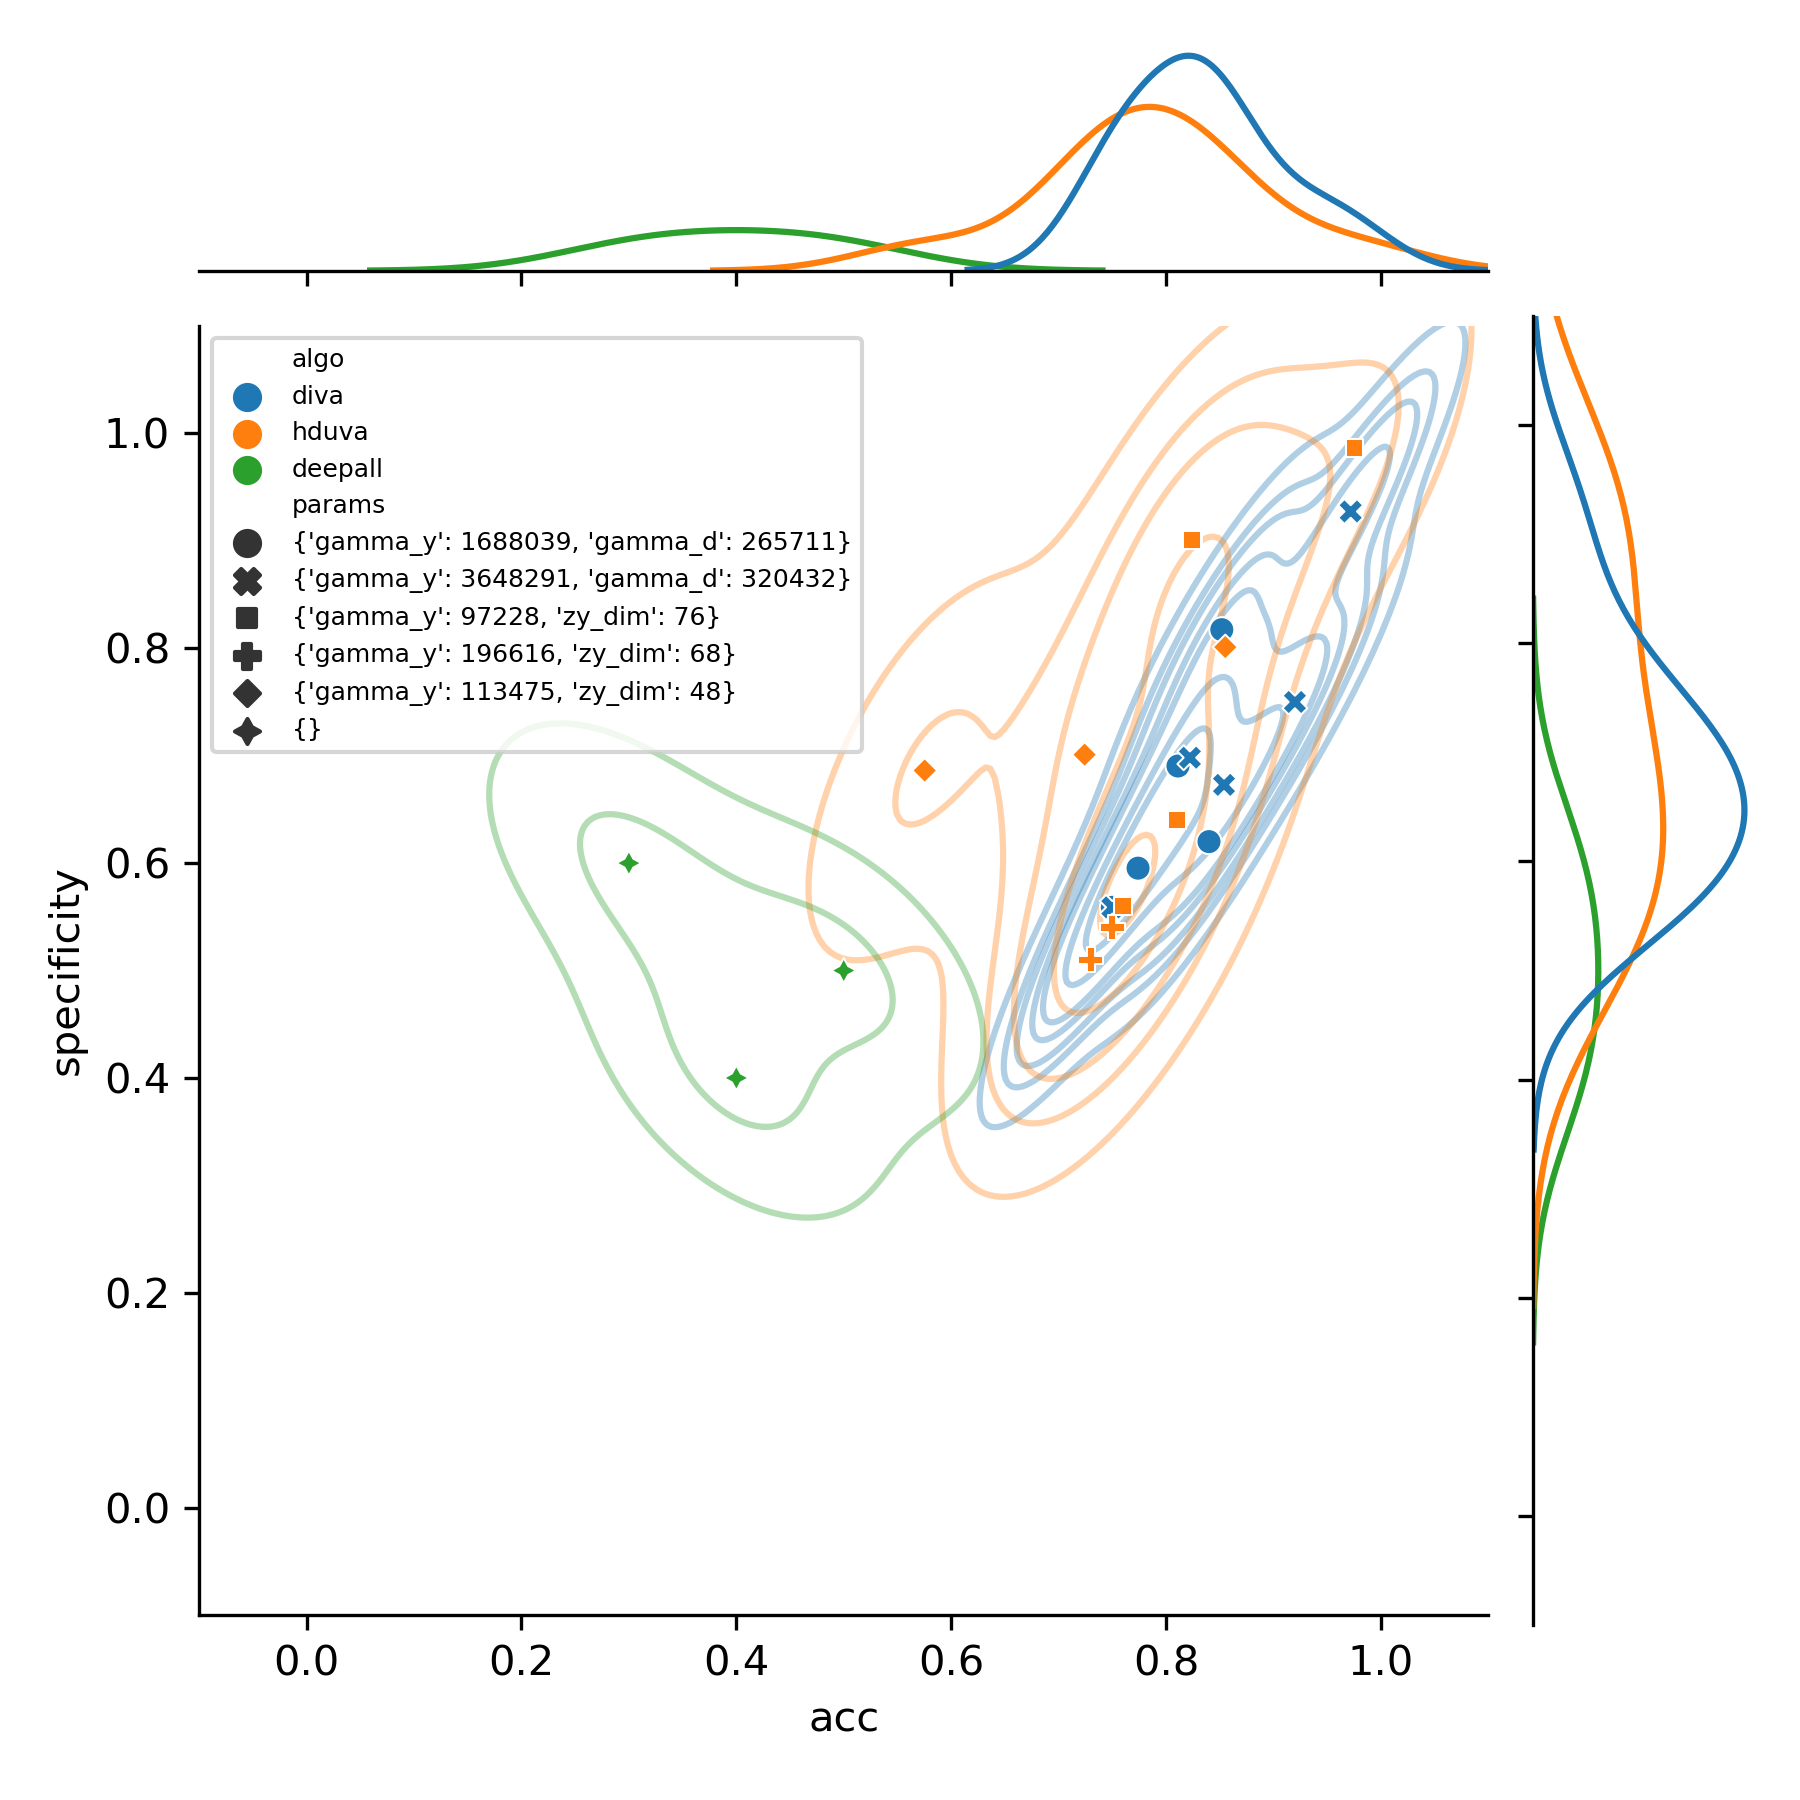 algo
diva
hduva
deepall
params
{'gamma_y': 1688039, 'gamma_d': 265711}
{'gamma_y': 3648291, 'gamma_d': 320432}
{'gamma_y': 97228, 'zy_dim': 76}
{'gamma_y': 196616, 'zy_dim': 68}
{'gamma_y': 113475, 'zy_dim': 48}
{}
1.0
0.8
0.6
0.4
0.2
0.0
specificity
0.0 0.2 0.4 0.6 0.8 1.0
acc